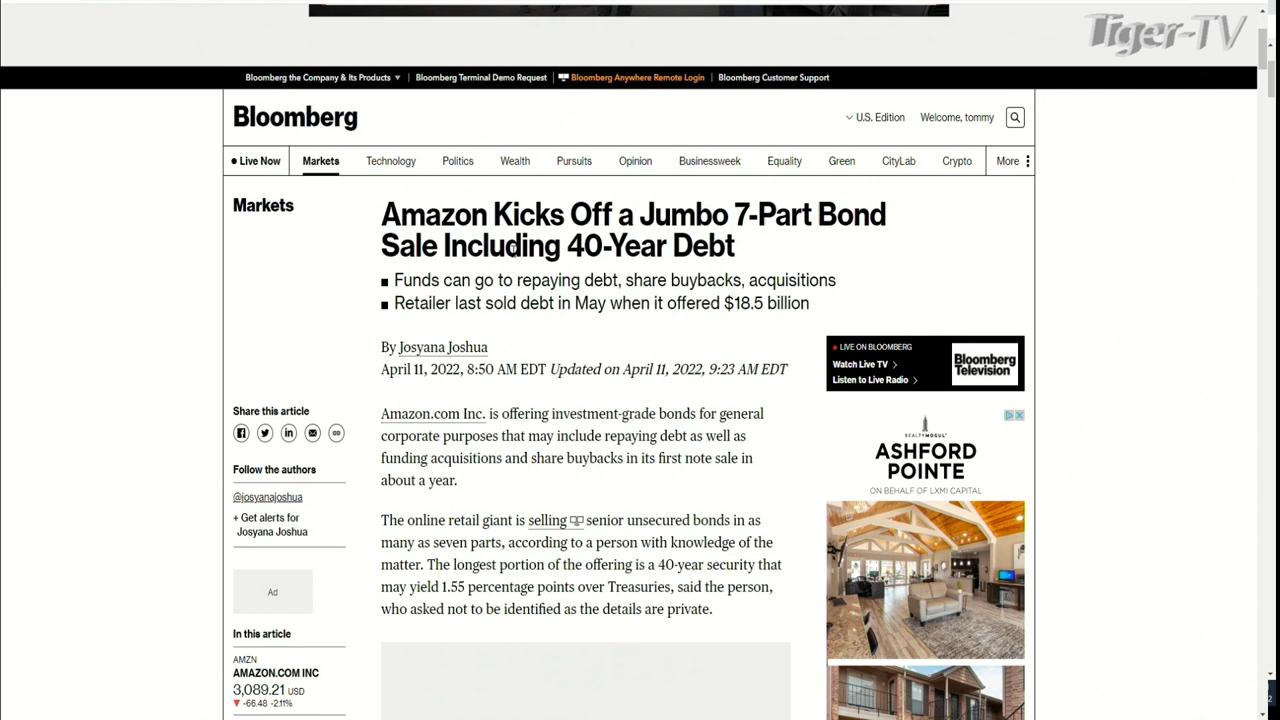 Tiger-TV
Bloomberg the Company & Its Products
Bloomberg Terminal Demo Request
Bloomberg Anywhere Remote Login
Bloomberg Customer Support
Bloomberg
U.S. Edition
Welcome, tommy
Live Now
Markets
Technology
Politics
Wealth
Pursuits
Opinion
Businessweek
Equality
Green
CityLab
Crypto
More
Markets
Amazon Kicks Off a Jumbo 7-Part Bond
Sale Including 40-Year Debt
Funds can go to repaying debt, share buybacks, acquisitions
Retailer last sold debt in May when it offered $18.5 billion
By Josyana Joshua
April 11, 2022, 8:50 AM EDT Updated on April 11, 2022, 9:23 AM EDT
Share this article
Follow the authors
@josyanajoshua
+ Get alerts for
Josyana Joshua
Ad
In this article
AMZN
AMAZON.COM INC
3,089.21 USD
-66.48 -2.11%
Amazon.com Inc. is offering investment-grade bonds for general
corporate purposes that may include repaying debt as well as
funding acquisitions and share buybacks in its first note sale in
about a year.
The online retail giant is selling senior unsecured bonds in as
many as seven parts, according to a person with knowledge of the
matter. The longest portion of the offering is a 40-year security that
may yield 1.55 percentage points over Treasuries, said the person,
who asked not to be identified as the details are private.
LIVE ON BLOOMBERG
Watch Live TV
Listen to Live Radio
Bloomberg
Television
REALTYMOGUL
ASHFORD
POINTE
ON BEHALF OF LXMI CAPITAL